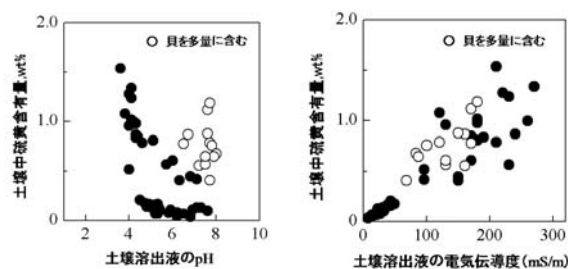 土壌中硫黄含有量,wt%
2.0
1.0
0
2 4 6 8 10
土壌溶出液のpH
○ 貝を多量に含む
土壌中硫黄含有量,wt%
2.0
1.0
0
0 100 200 300
土壌溶出液の電気伝導度(mS/m)
○ 貝を多量に含む